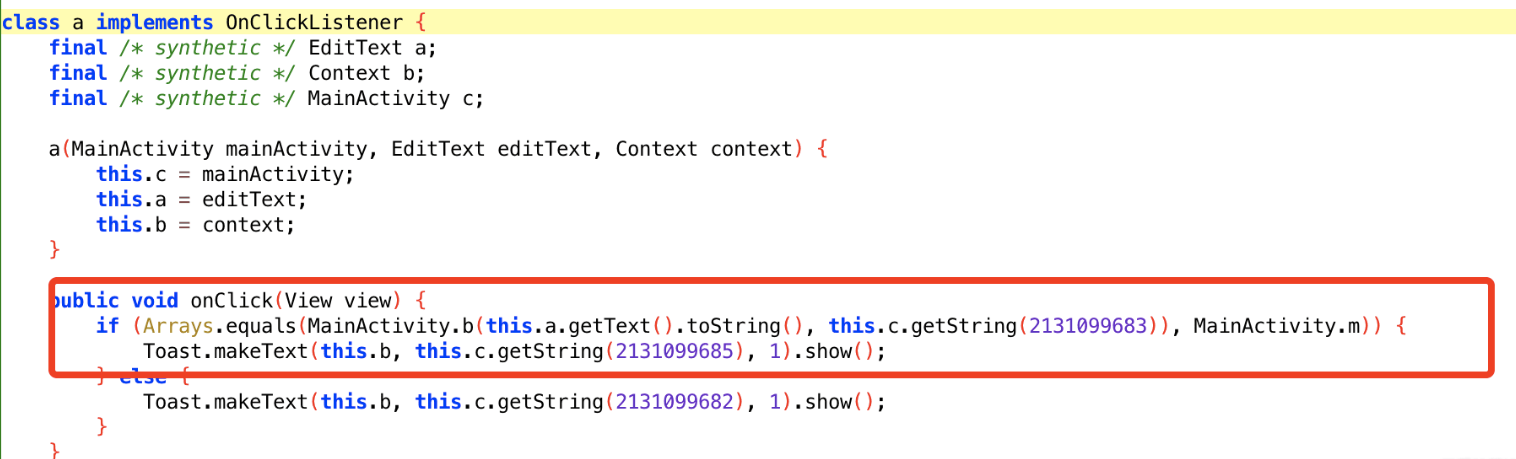 class a implements OnClickListener {
    final /* synthetic */ EditText a;
    final /* synthetic */ Context b;
    final /* synthetic */ MainActivity c;

    a(MainActivity mainActivity, EditText editText, Context context) {
        this.c = mainActivity;
        this.a = editText;
        this.b = context;
    }

    public void onClick(View view) {
        if (Arrays.equals(MainActivity.b(this.a.getText().toString(), this.c.getString(2131099683)), MainActivity.m)) {
            Toast.makeText(this.b, this.c.getString(2131099685), 1).show();
        } else {
            Toast.makeText(this.b, this.c.getString(2131099682), 1).show();
        }
    }